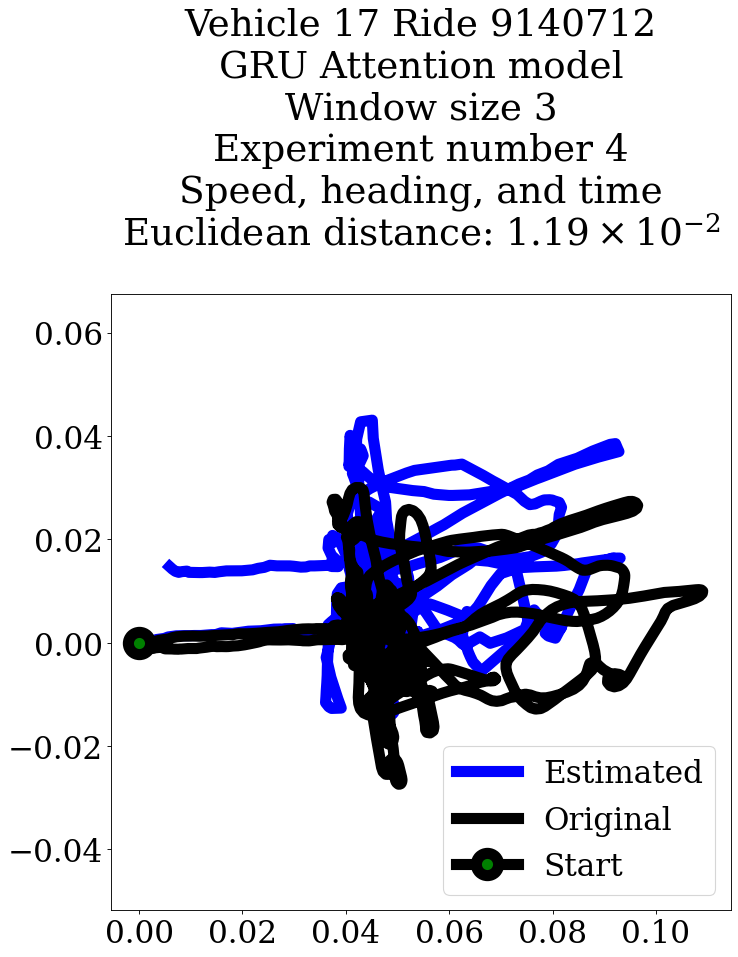 Vehicle 17 Ride 9140712
GRU Attention model
Window size 3
Experiment number 4
Speed, heading, and time
Euclidean distance: 1.19 × 10⁻²
0.06
0.04
0.02
0.00
−0.02
−0.04
Estimated
Original
Start
0.00 0.02 0.04 0.06 0.08 0.10